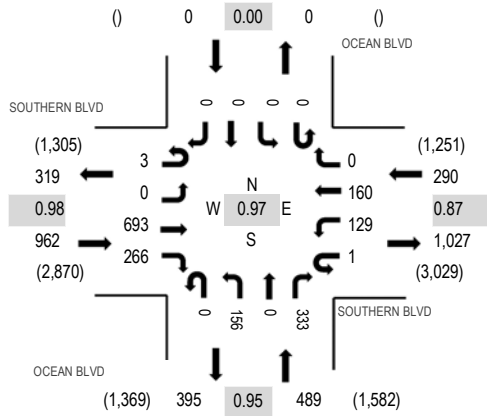 () 0 0.00 0 ()
OCEAN BLVD
0 0 0 0
SOUTHERN BLVD
(1,305) (1,251)
3 0
319 290
N
0 160
0.98 W 0.97 E 0.87
S
693 129
962 1,027
266 1
(2,870) (3,029)
0 156 0 333
SOUTHERN BLVD
OCEAN BLVD
(1,369) 395 0.95 489 (1,582)